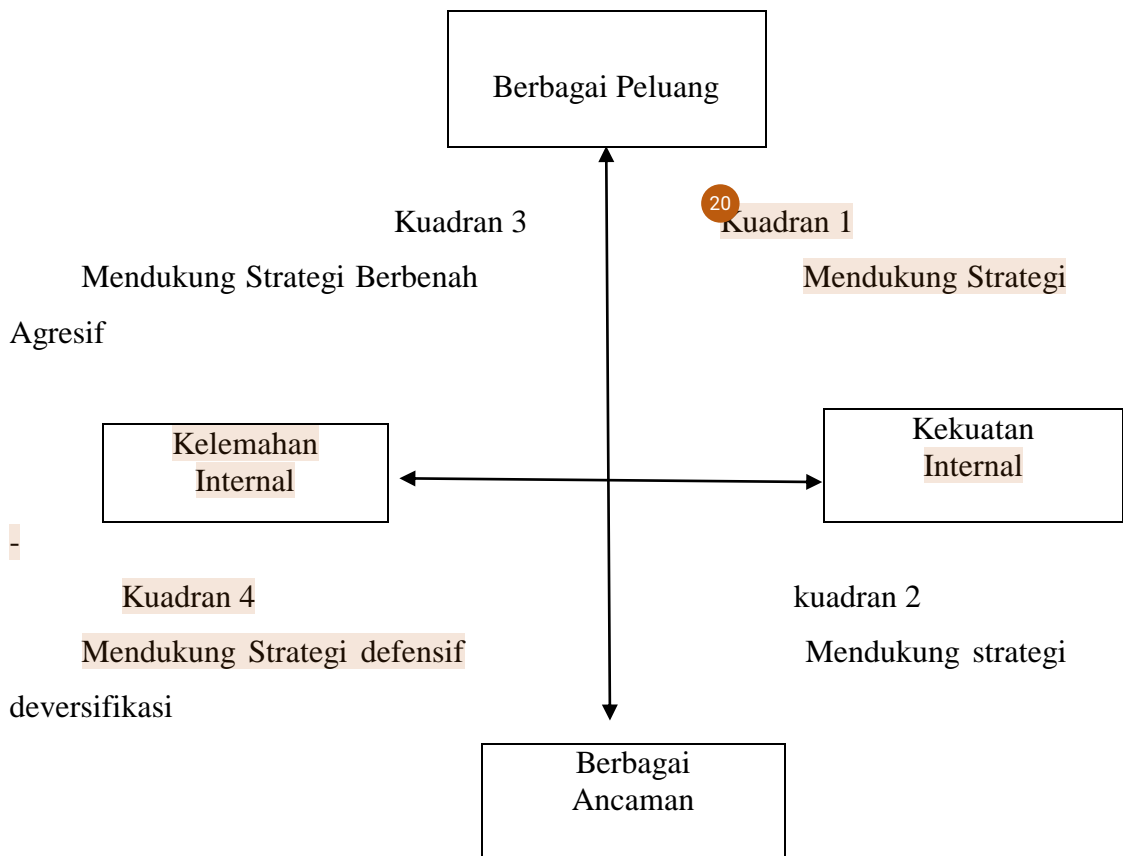 Berbagai Peluang
20
Kuadran 3 Kuadran 1
Mendukung Strategi Berbenah Mendukung Strategi
Agresif
Kelemahan
Internal
Kekuatan
Internal
-
Kuadran 4 kuadran 2
Mendukung Strategi defensif Mendukung strategi
deversifikasi
Berbagai
Ancaman